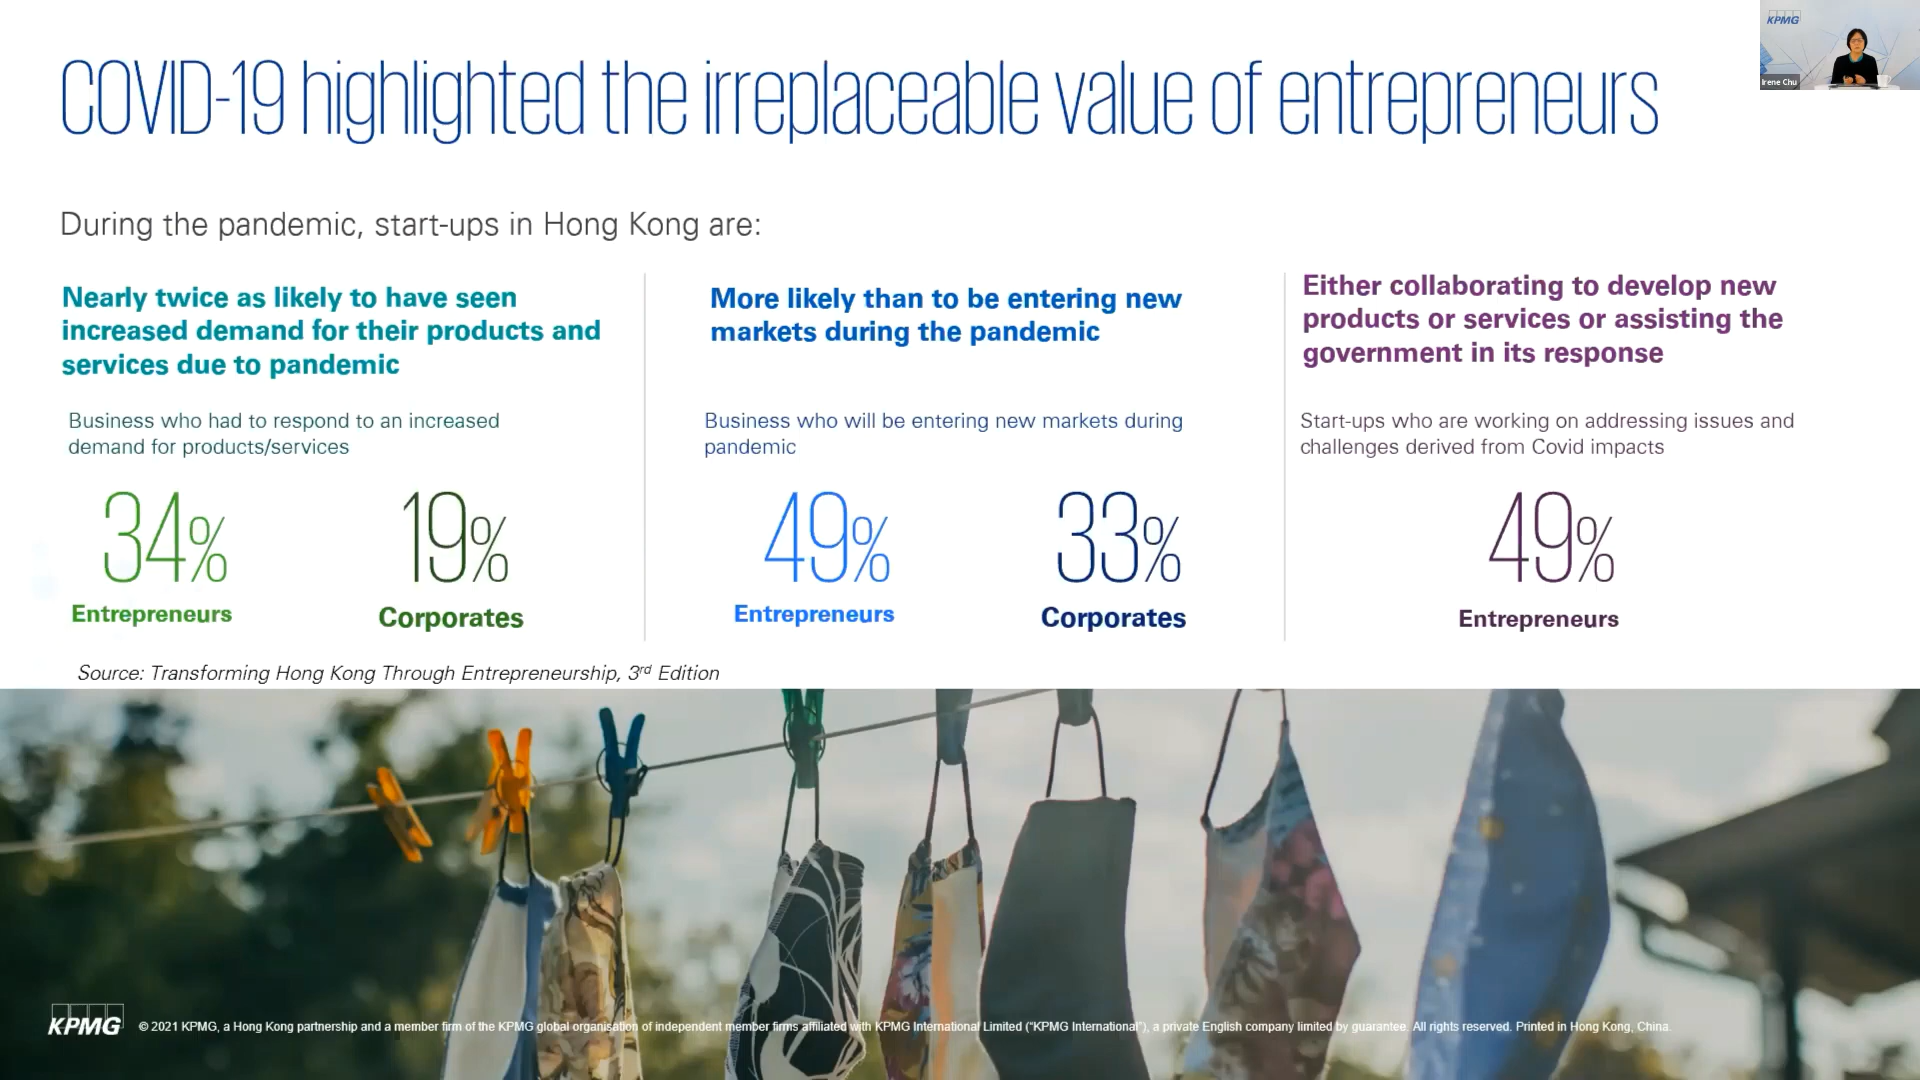 COVID-19 highlighted the irreplaceable value of entrepreneurs
KPMG
Irene Chu
During the pandemic, start-ups in Hong Kong are:
Nearly twice as likely to have seen
increased demand for their products and
services due to pandemic
Business who had to respond to an increased
demand for products/services
34%
Entrepreneurs
19%
Corporates
More likely than to be entering new
markets during the pandemic
Business who will be entering new markets during
pandemic
49%
Entrepreneurs
33%
Corporates
Either collaborating to develop new
products or services or assisting the
government in its response
Start-ups who are working on addressing issues and
challenges derived from Covid impacts
49%
Entrepreneurs
Source: Transforming Hong Kong Through Entrepreneurship, 3rd Edition
KPMG
© 2021 KPMG, a Hong Kong partnership and a member firm of the KPMG global organisation of independent member firms affiliated with KPMG International Limited ("KPMG International"), a private English company limited by guarantee. All rights reserved. Printed in Hong Kong, China.